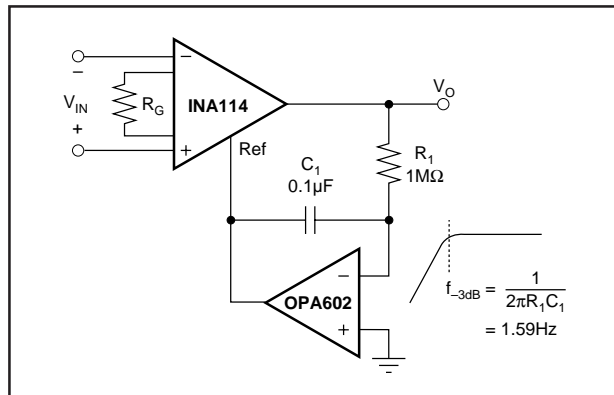 −
V_IN
+
R_G
−
INA114
+
Ref
V_O
C_1
0.1µF
R_1
1MΩ
−
OPA602
+
f_−3dB = 1 / 2πR_1C_1
= 1.59Hz